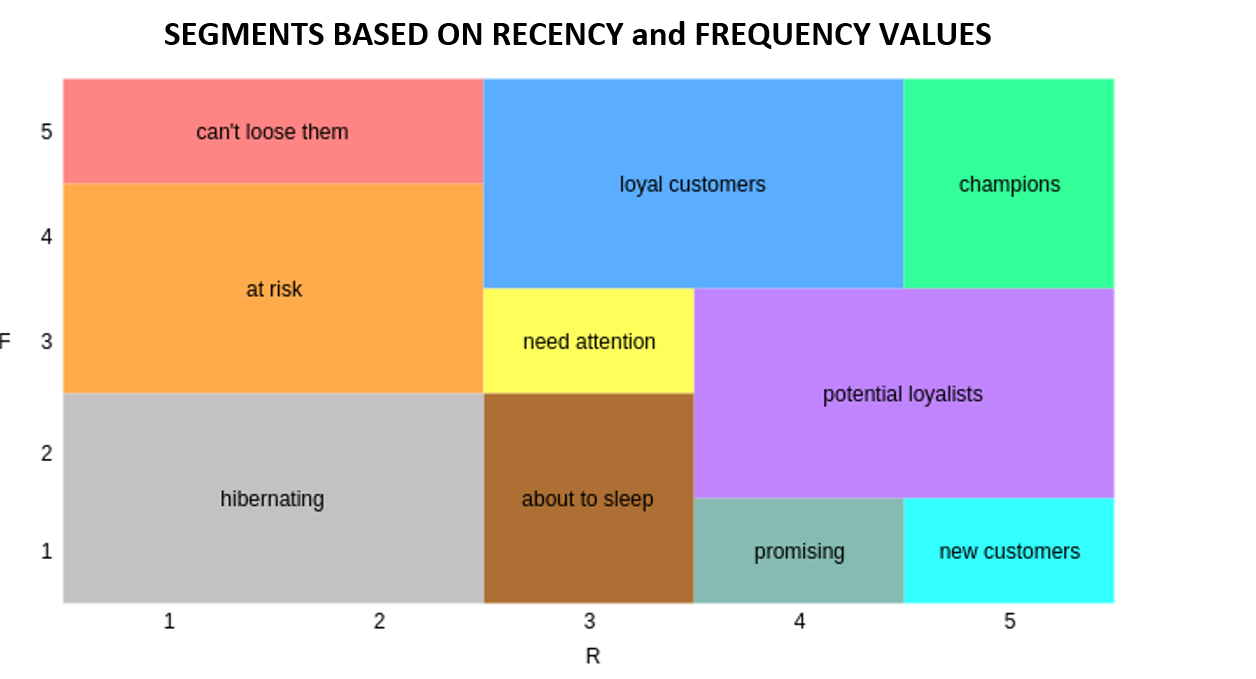 SEGMENTS BASED ON RECENCY and FREQUENCY VALUES
5
can't loose them
loyal customers
champions
4
at risk
F
3
need attention
potential loyalists
2
hibernating
about to sleep
1
promising
new customers
1
2
3
4
5
R